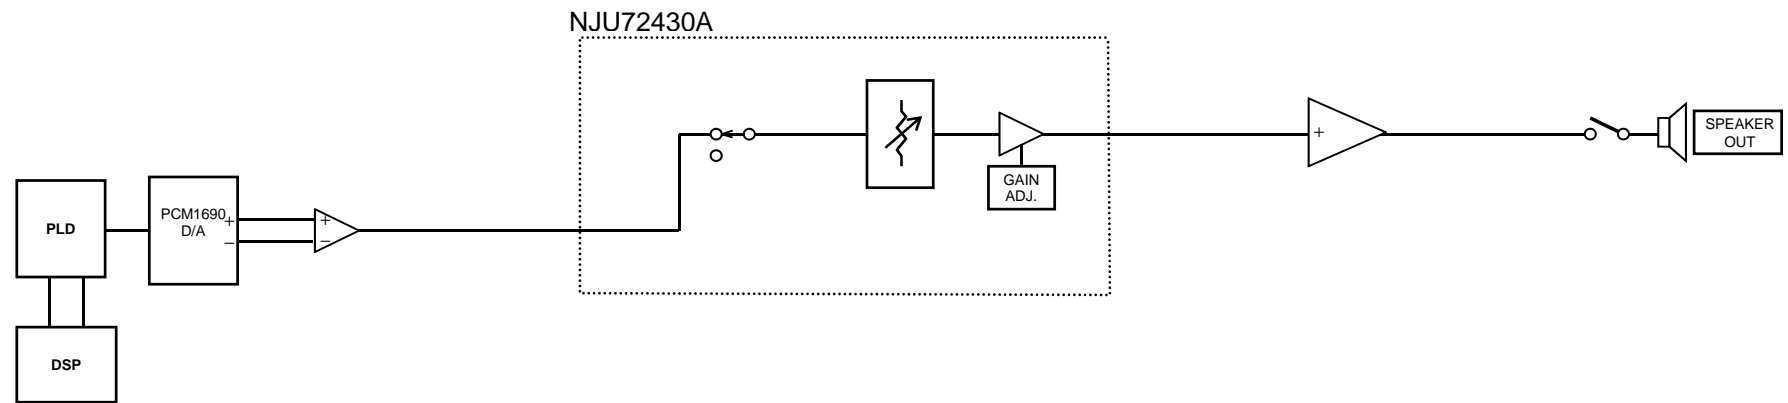 NJU72430A
PLD
PCM1690
D/A
+
−
+
−
GAIN
ADJ.
+
SPEAKER
OUT
DSP